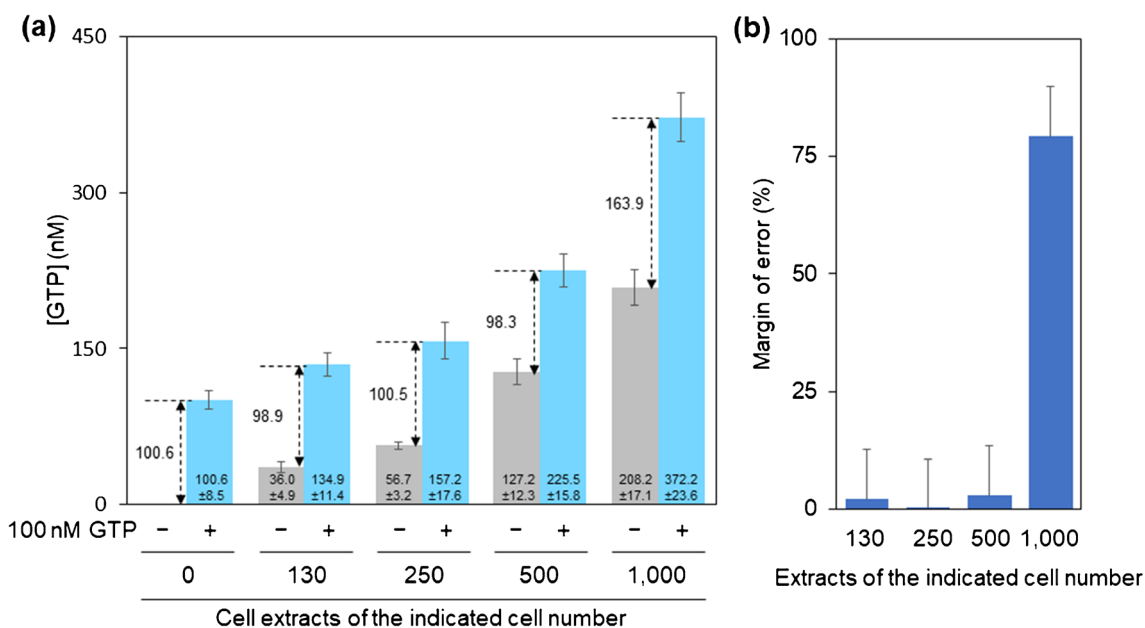 (a)
450
300
150
0
[GTP] (nM)
100.6
98.9
100.5
98.3
163.9
100.6 ±8.5
36.0 ±4.9
134.9 ±11.4
56.7 ±3.2
157.2 ±17.6
127.2 ±12.3
225.5 ±15.8
208.2 ±17.1
372.2 ±23.6
100 nM GTP − + − + − + − + − +
0 130 250 500 1,000
Cell extracts of the indicated cell number
(b)
100
75
50
25
0
Margin of error (%)
130 250 500 1,000
Extracts of the indicated cell number